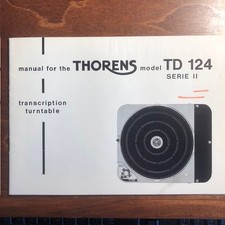 manual for the THORENS model TD 124
SERIE II
transcription
turntable